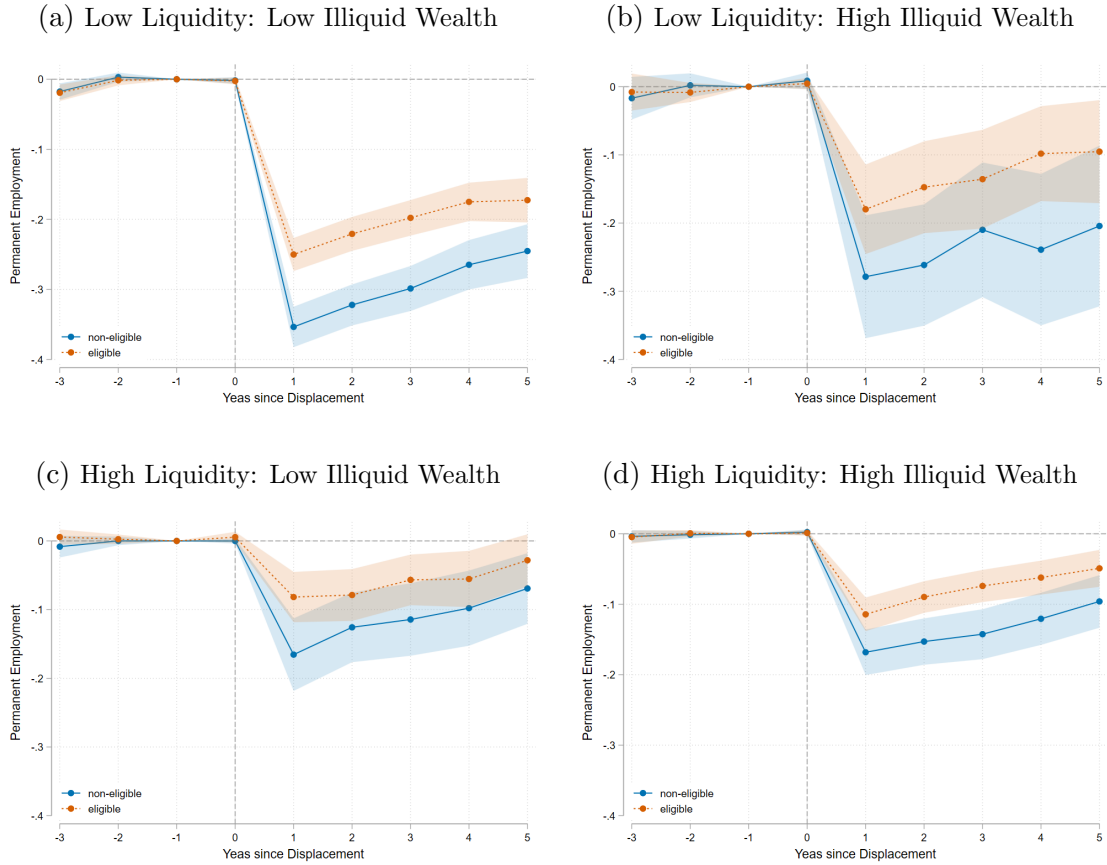 (a) Low Liquidity: Low Illiquid Wealth
0
-.1
-.2
-.3
-.4
Permanent Employment
non-eligible
eligible
-3 -2 -1 0 1 2 3 4 5
Yeas since Displacement
(b) Low Liquidity: High Illiquid Wealth
0
-.1
-.2
-.3
-.4
Permanent Employment
non-eligible
eligible
-3 -2 -1 0 1 2 3 4 5
Yeas since Displacement
(c) High Liquidity: Low Illiquid Wealth
0
-.1
-.2
-.3
-.4
Permanent Employment
non-eligible
eligible
-3 -2 -1 0 1 2 3 4 5
Yeas since Displacement
(d) High Liquidity: High Illiquid Wealth
0
-.1
-.2
-.3
-.4
Permanent Employment
non-eligible
eligible
-3 -2 -1 0 1 2 3 4 5
Yeas since Displacement